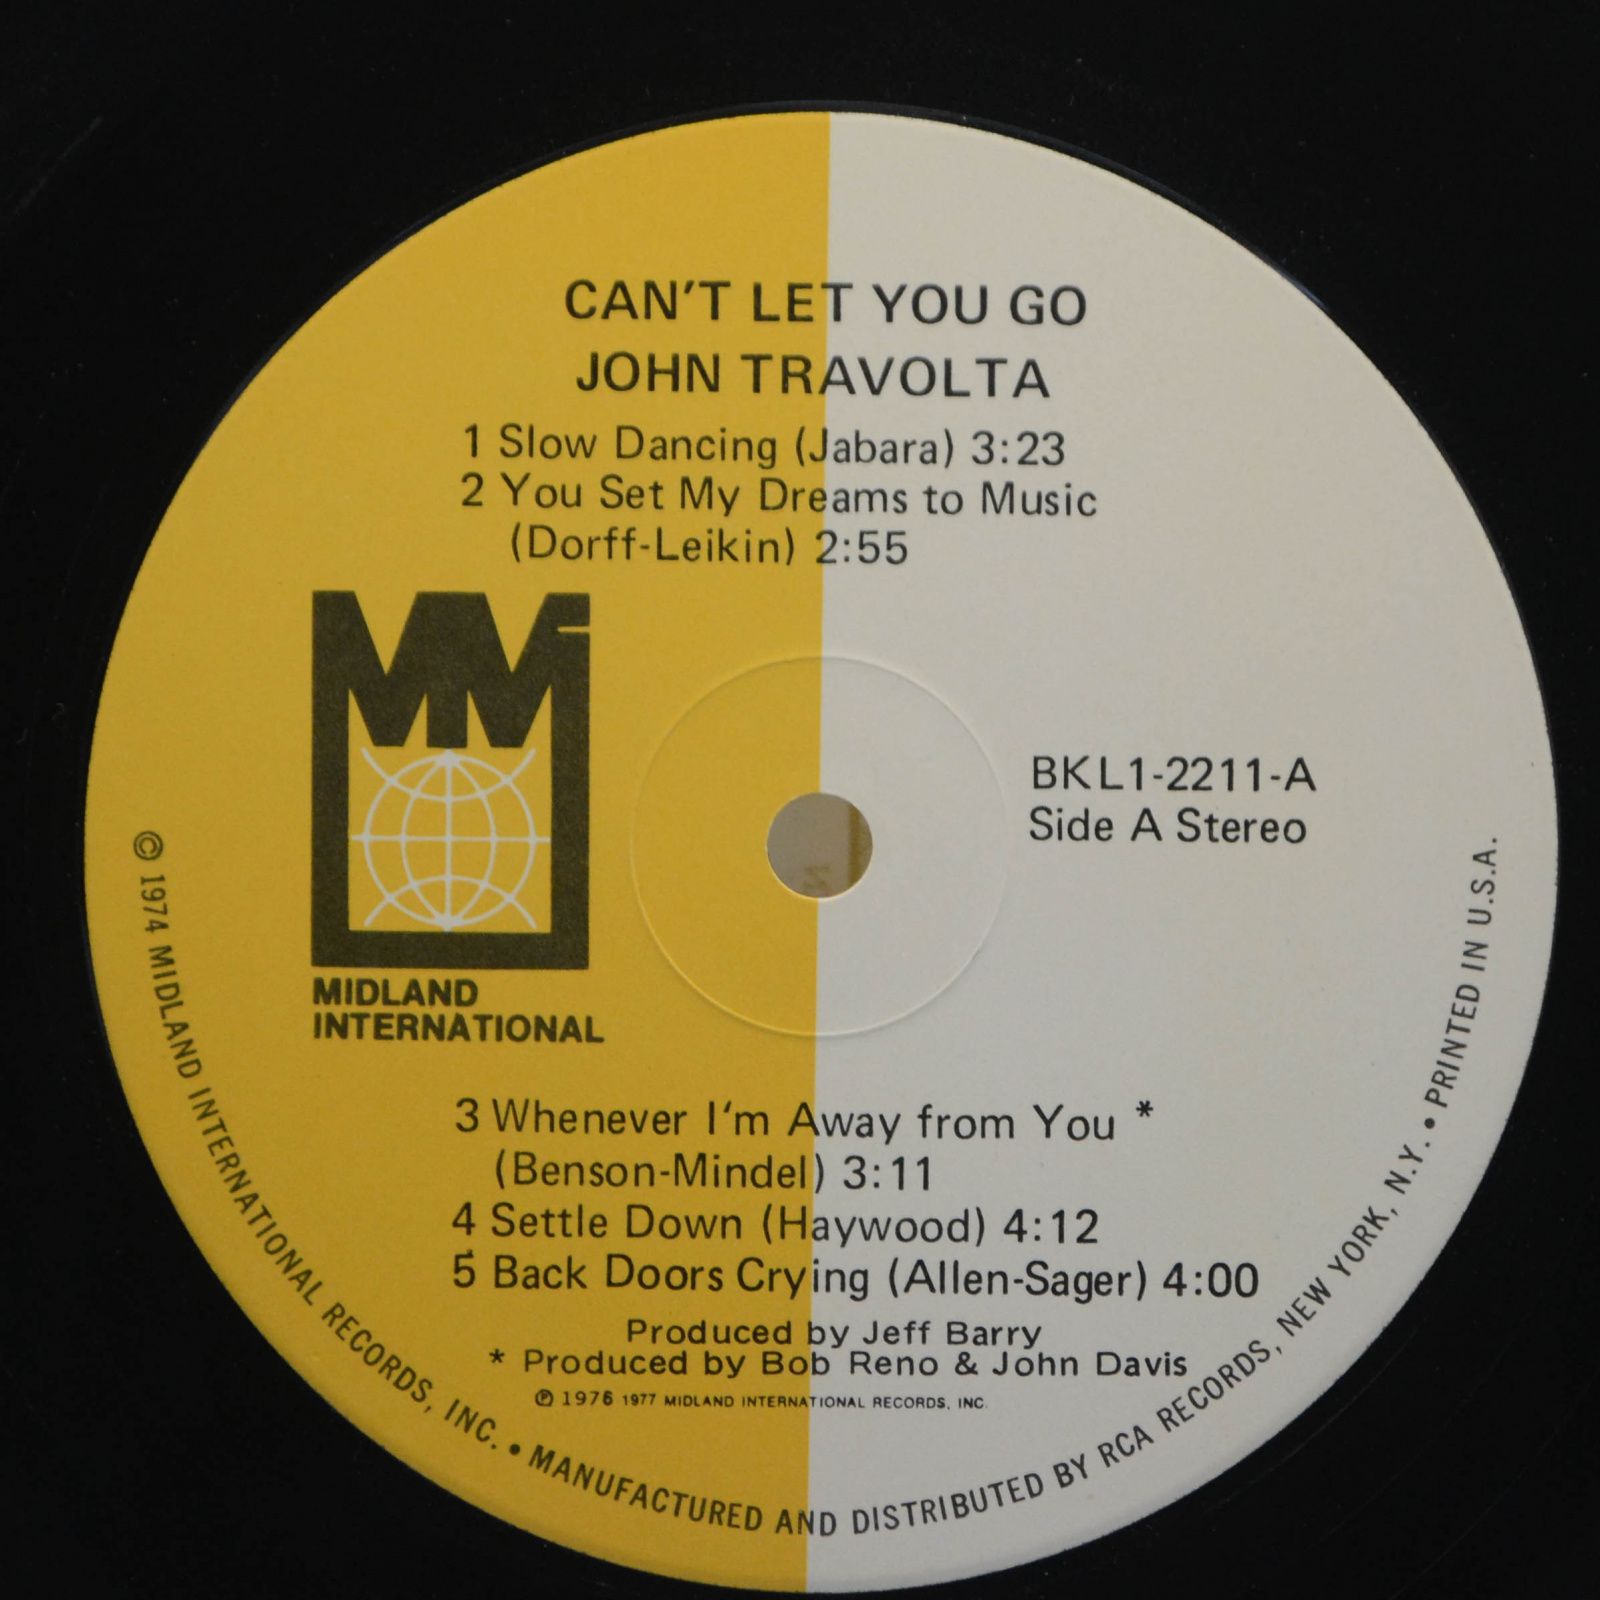 CAN'T LET YOU GO
JOHN TRAVOLTA
1 Slow Dancing (Jabara) 3:23
2 You Set My Dreams to Music
(Dorff-Leikin) 2:55
MIDLAND
INTERNATIONAL
BKL1-2211-A
Side A Stereo
3 Whenever I'm Away from You *
(Benson-Mindel) 3:11
4 Settle Down (Haywood) 4:12
5 Back Doors Crying (Allen-Sager) 4:00
Produced by Jeff Barry
* Produced by Bob Reno & John Davis
℗ 1976 1977 MIDLAND INTERNATIONAL RECORDS, INC.
© 1974 MIDLAND INTERNATIONAL RECORDS, INC. • MANUFACTURED AND DISTRIBUTED BY RCA RECORDS, NEW YORK, N.Y. • PRINTED IN U.S.A.